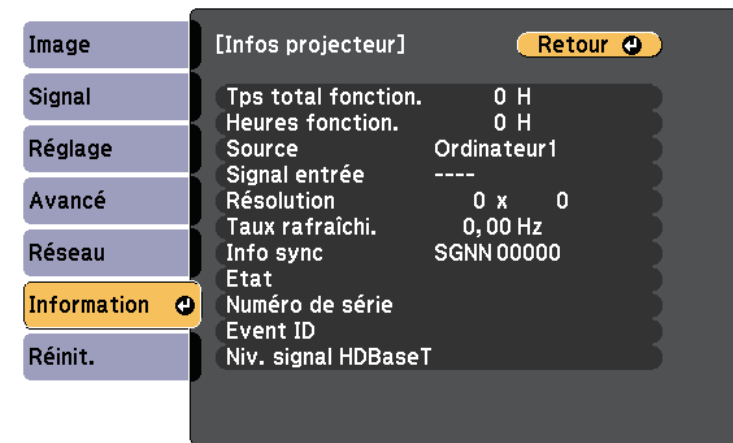 Image
Signal
Réglage
Avancé
Réseau
Information
Réinit.
[Infos projecteur]
Retour
Tps total fonction. 0 H
Heures fonction. 0 H
Source Ordinateur1
Signal entrée ----
Résolution 0 x 0
Taux rafraîchi. 0,00 Hz
Info sync SGNN 00000
Etat
Numéro de série
Event ID
Niv. signal HDBaseT